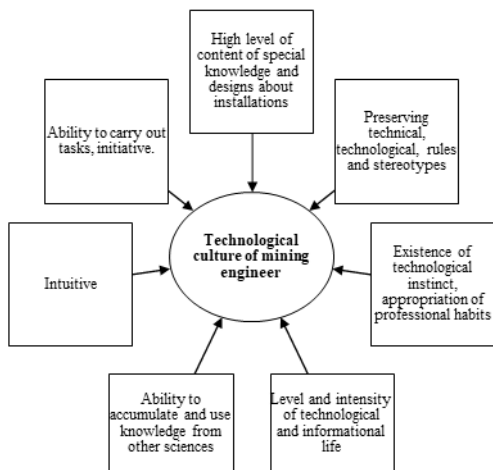 High level of
content of special
knowledge and
designs about
installations
Ability to carry out
tasks, initiative.
Preserving
technical,
technological, rules
and stereotypes
Technological
culture of mining
engineer
Intuitive
Existence of
technological
instinct,
appropriation of
professional habits
Ability to
accumulate and use
knowledge from
other sciences
Level and intensity
of technological
and informational
life